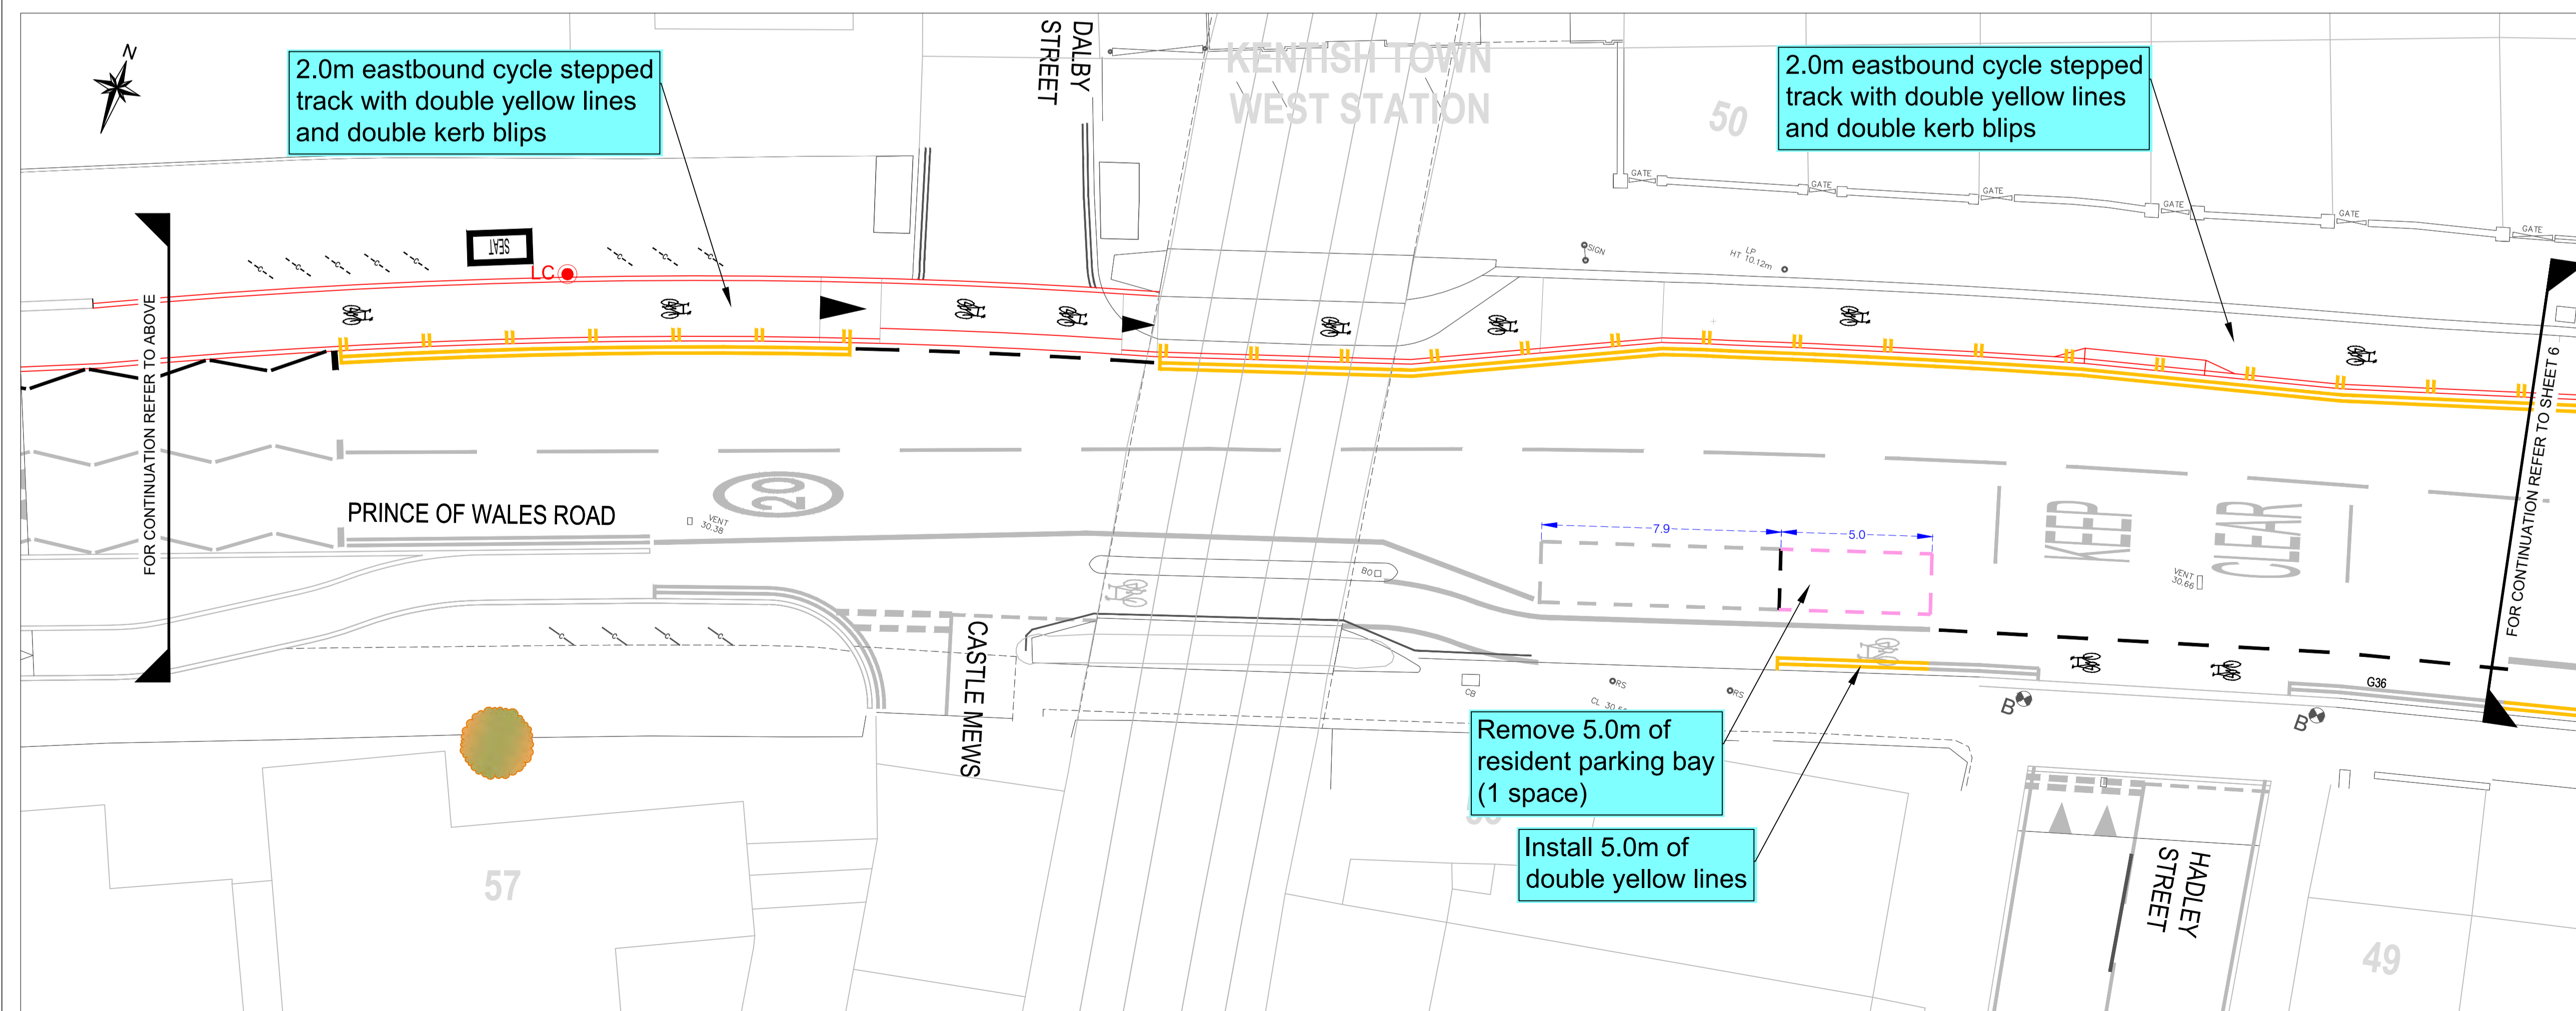 N
2.0m eastbound cycle stepped
track with double yellow lines
and double kerb blips
DALBY
STREET
KENTISH TOWN
WEST STATION
50
2.0m eastbound cycle stepped
track with double yellow lines
and double kerb blips
GATE
GATE
GATE
GATE
GATE
GATE
SEAT
LC
SIGN
LP
HT 10.12m
FOR CONTINUATION REFER TO ABOVE
FOR CONTINUATION REFER TO SHEET 6
PRINCE OF WALES ROAD
20
VENT
30.38
7.9
5.0
KEEP
CLEAR
VENT
30.66
BO
CASTLE MEWS
CB
RS
RS
G36
B
B
Remove 5.0m of
resident parking bay
(1 space)
Install 5.0m of
double yellow lines
57
HADLEY
STREET
49